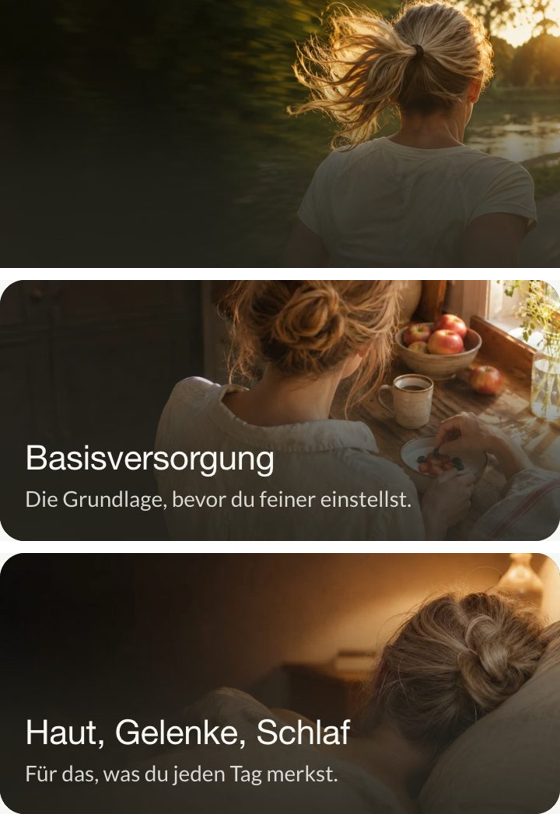 Basisversorgung
Die Grundlage, bevor du feiner einstellst.
Haut, Gelenke, Schlaf
Für das, was du jeden Tag merkst.